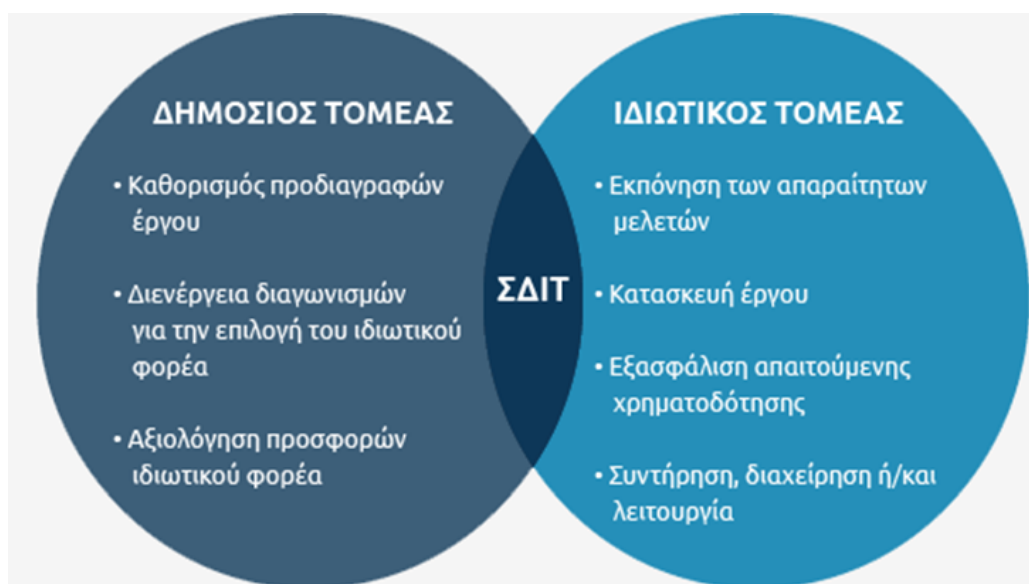 ΔΗΜΟΣΙΟΣ ΤΟΜΕΑΣ
• Καθορισμός προδιαγραφών
έργου
• Διενέργεια διαγωνισμών
για την επιλογή του ιδιωτικού
φορέα
• Αξιολόγηση προσφορών
ιδιωτικού φορέα
ΣΔΙΤ
ΙΔΙΩΤΙΚΟΣ ΤΟΜΕΑΣ
• Εκπόνηση των απαραίτητων
μελετών
• Κατασκευή έργου
• Εξασφάλιση απαιτούμενης
χρηματοδότησης
• Συντήρηση, διαχείρηση ή/και
λειτουργία